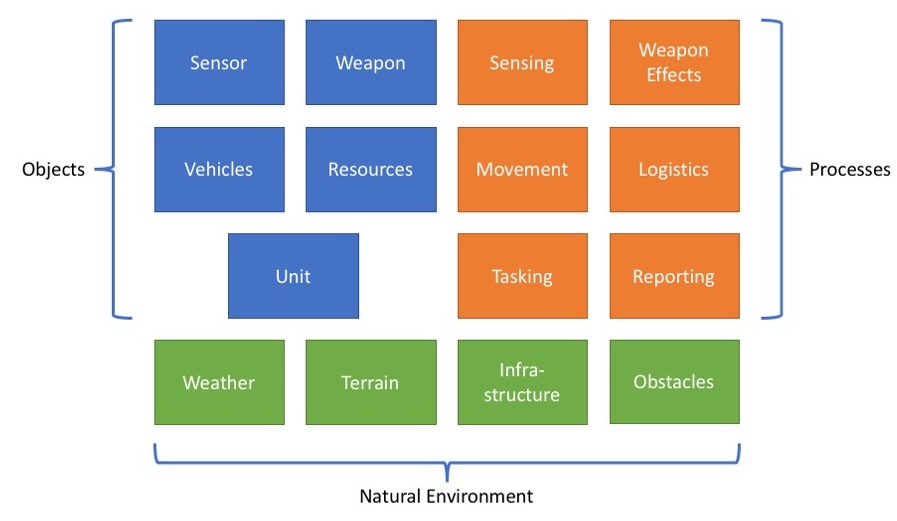 Sensor
Weapon
Sensing
Weapon
Effects
Objects
Vehicles
Resources
Movement
Logistics
Processes
Unit
Tasking
Reporting
Weather
Terrain
Infra-
structure
Obstacles
Natural Environment